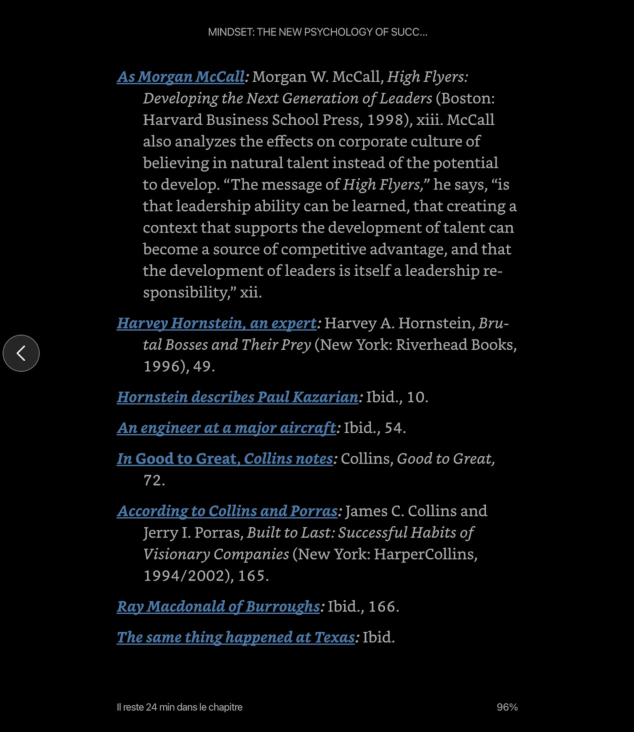 MINDSET: THE NEW PSYCHOLOGY OF SUCC...
As Morgan McCall: Morgan W. McCall, High Flyers:
Developing the Next Generation of Leaders (Boston:
Harvard Business School Press, 1998), xiii. McCall
also analyzes the effects on corporate culture of
believing in natural talent instead of the potential
to develop. “The message of High Flyers,” he says, “is
that leadership ability can be learned, that creating a
context that supports the development of talent can
become a source of competitive advantage, and that
the development of leaders is itself a leadership re-
sponsibility,” xii.
Harvey Hornstein, an expert: Harvey A. Hornstein, Bru-
tal Bosses and Their Prey (New York: Riverhead Books,
1996), 49.
Hornstein describes Paul Kazarian: Ibid., 10.
An engineer at a major aircraft: Ibid., 54.
In Good to Great, Collins notes: Collins, Good to Great,
72.
According to Collins and Porras: James C. Collins and
Jerry I. Porras, Built to Last: Successful Habits of
Visionary Companies (New York: HarperCollins,
1994/2002), 165.
Ray Macdonald of Burroughs: Ibid., 166.
The same thing happened at Texas: Ibid.
Il reste 24 min dans le chapitre
96%